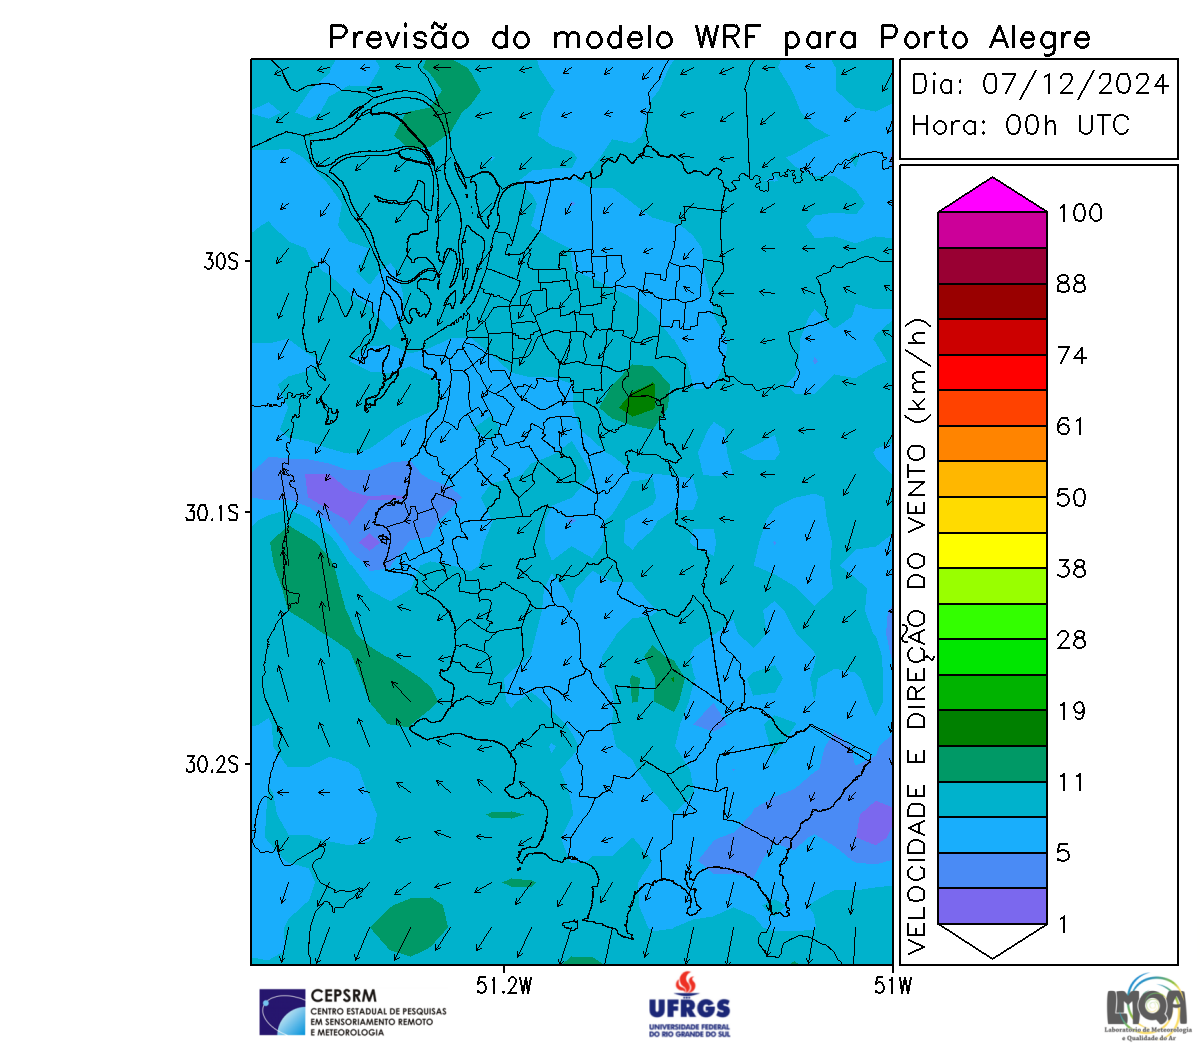 Previsão do modelo WRF para Porto Alegre
Dia: 07/12/2024
Hora: 00h UTC
VELOCIDADE E DIREÇÃO DO VENTO (km/h)
100
88
74
61
50
38
28
19
11
5
1
30S
30.1S
30.2S
51.2W
51W
CEPSRM
CENTRO ESTADUAL DE PESQUISAS
EM SENSORIAMENTO REMOTO
E METEOROLOGIA
UFRGS
UNIVERSIDADE FEDERAL
DO RIO GRANDE DO SUL
LMQA
Laboratório de Meteorologia
e Qualidade do Ar